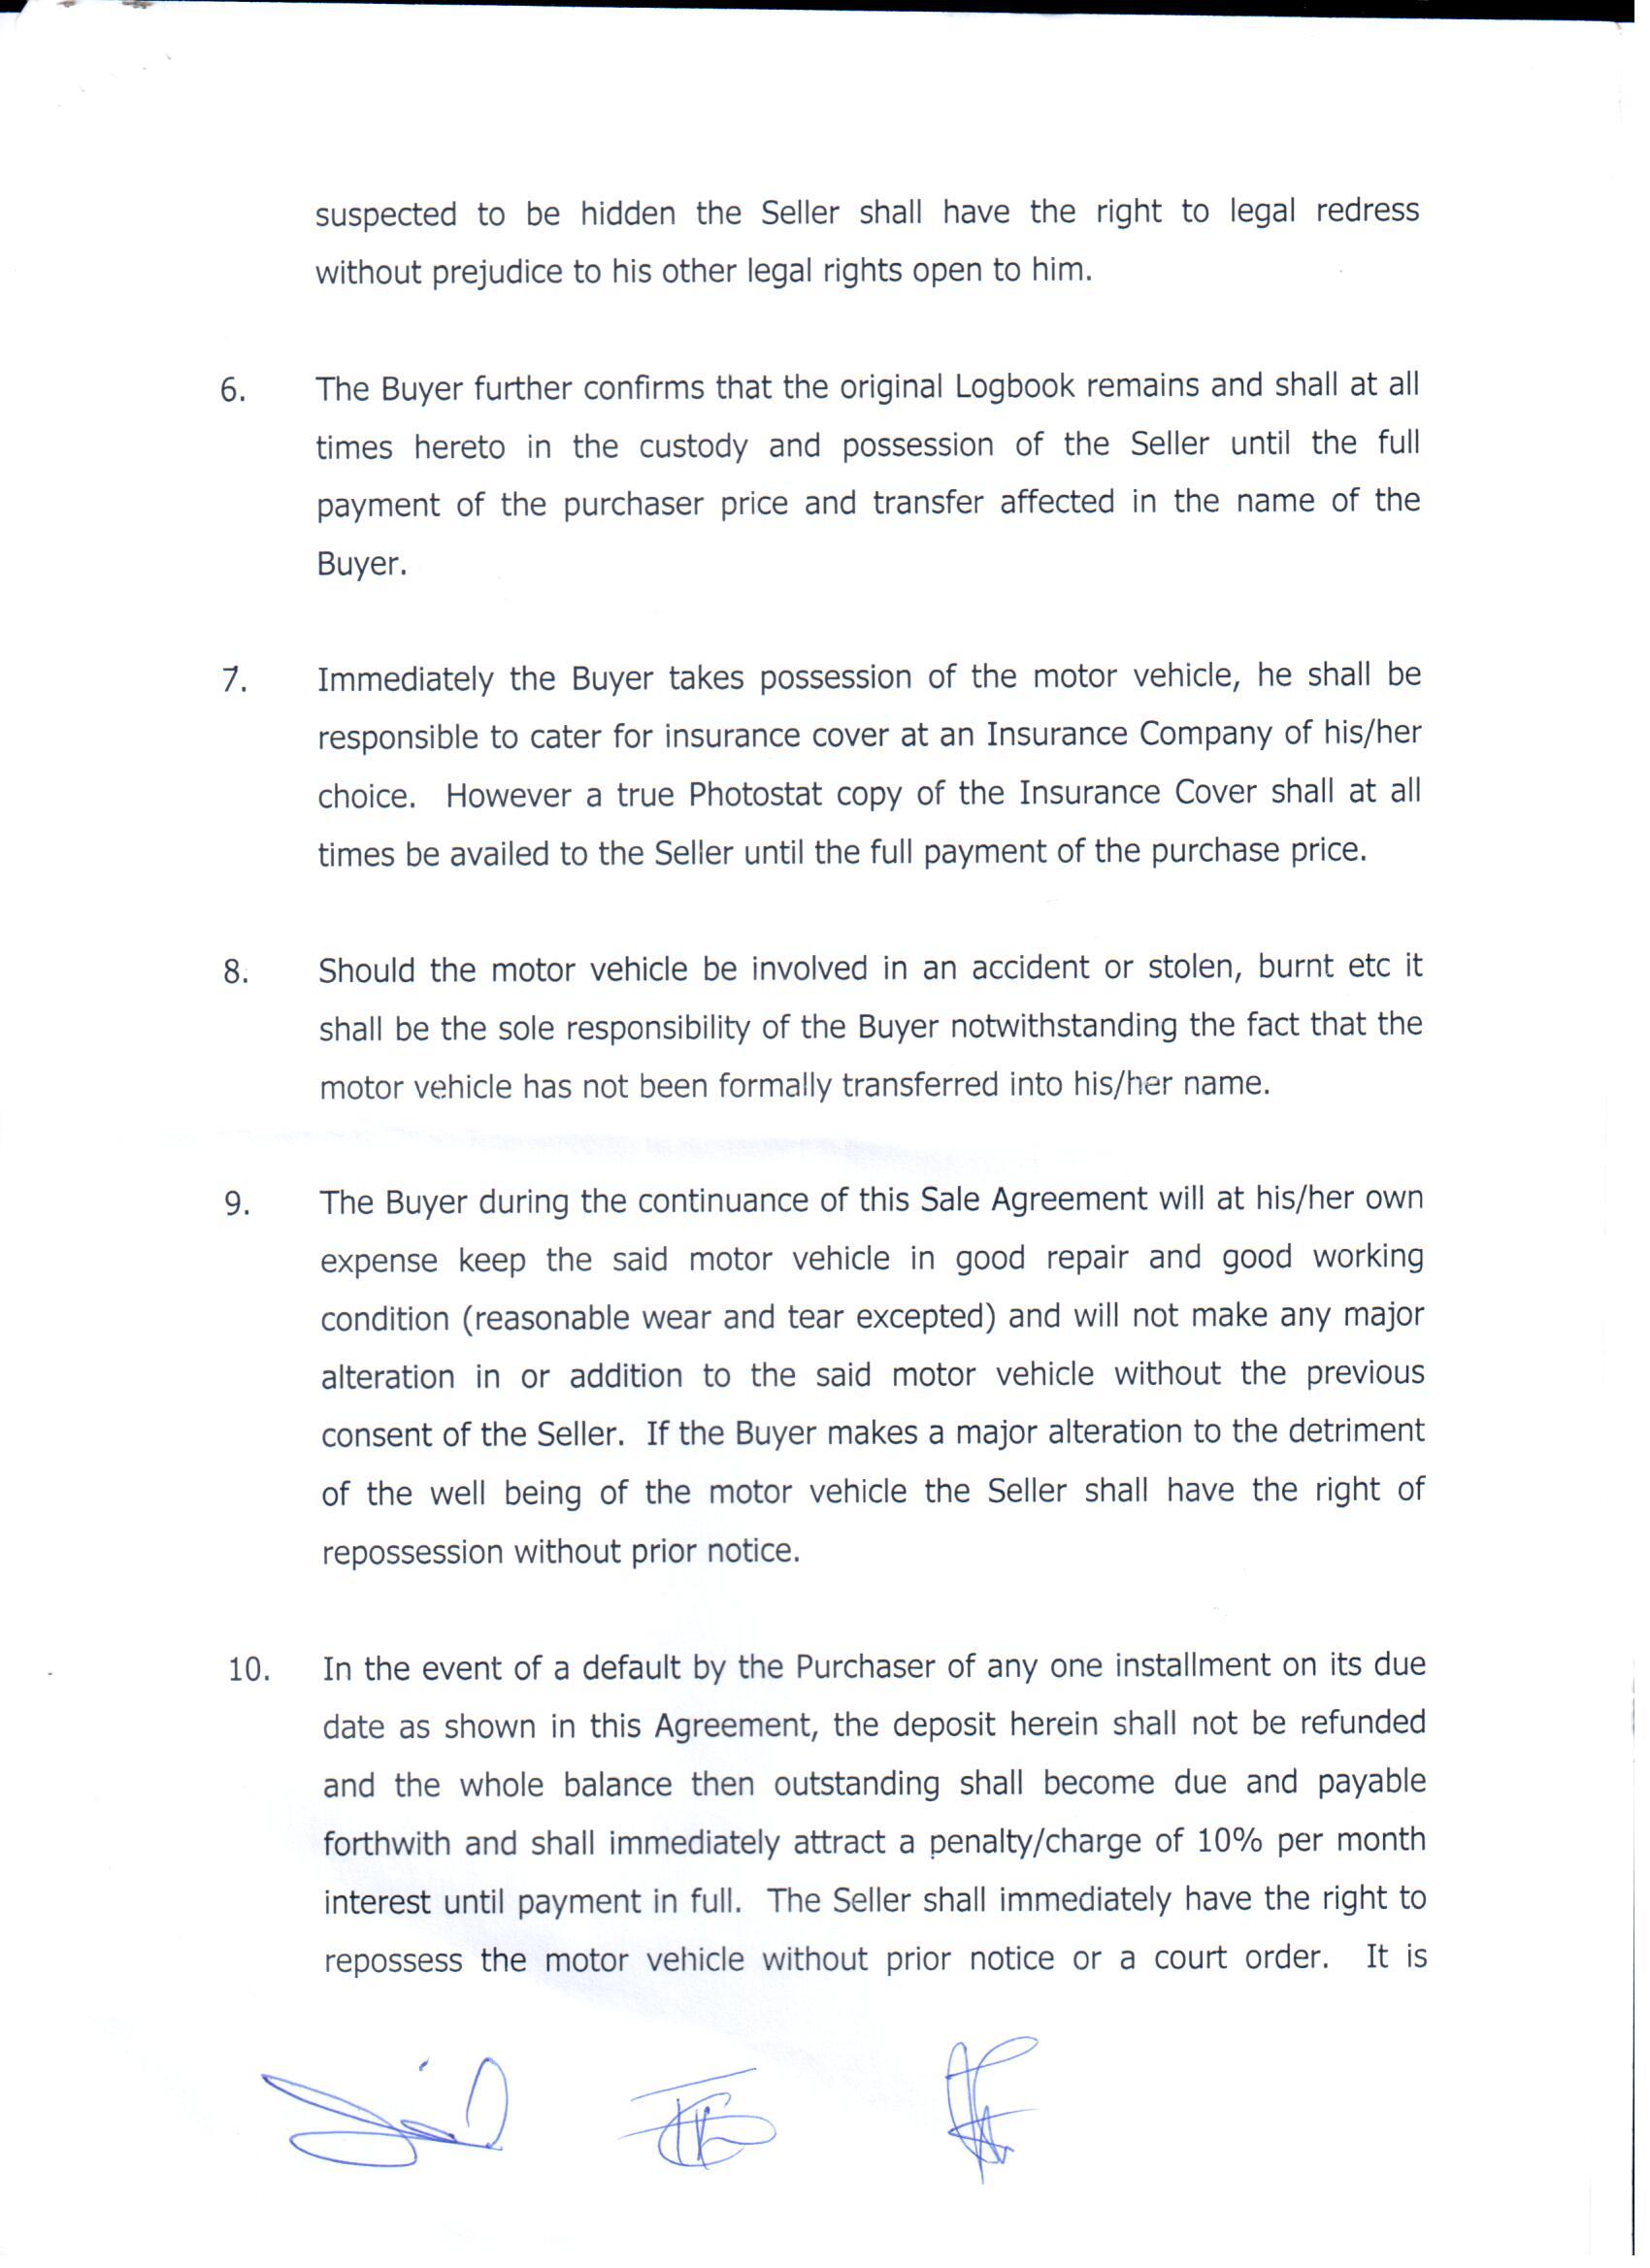 suspected to be hidden the Seller shall have the right to legal redress
without prejudice to his other legal rights open to him.
6. The Buyer further confirms that the original Logbook remains and shall at all
times hereto in the custody and possession of the Seller until the full
payment of the purchaser price and transfer affected in the name of the
Buyer.
7. Immediately the Buyer takes possession of the motor vehicle, he shall be
responsible to cater for insurance cover at an Insurance Company of his/her
choice. However a true Photostat copy of the Insurance Cover shall at all
times be availed to the Seller until the full payment of the purchase price.
8. Should the motor vehicle be involved in an accident or stolen, burnt etc it
shall be the sole responsibility of the Buyer notwithstanding the fact that the
motor vehicle has not been formally transferred into his/her name.
9. The Buyer during the continuance of this Sale Agreement will at his/her own
expense keep the said motor vehicle in good repair and good working
condition (reasonable wear and tear excepted) and will not make any major
alteration in or addition to the said motor vehicle without the previous
consent of the Seller. If the Buyer makes a major alteration to the detriment
of the well being of the motor vehicle the Seller shall have the right of
repossession without prior notice.
10. In the event of a default by the Purchaser of any one installment on its due
date as shown in this Agreement, the deposit herein shall not be refunded
and the whole balance then outstanding shall become due and payable
forthwith and shall immediately attract a penalty/charge of 10% per month
interest until payment in full. The Seller shall immediately have the right to
repossess the motor vehicle without prior notice or a court order. It is